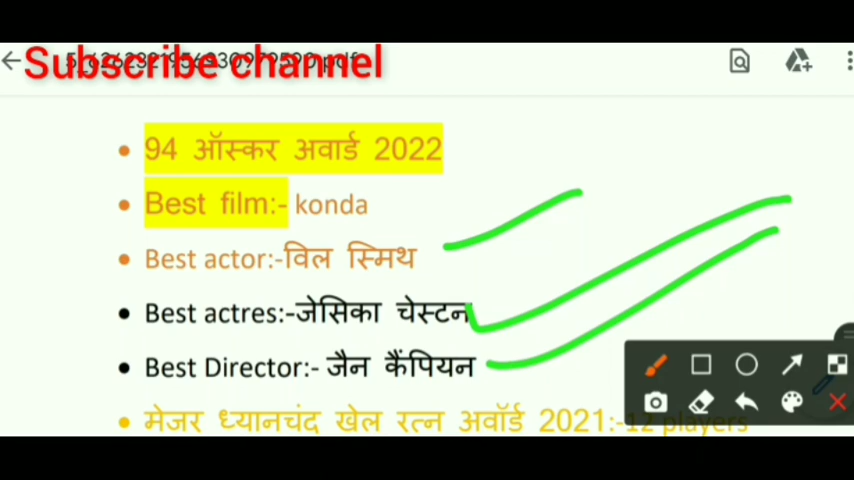 Subscribe channel
94 ऑस्कर अवार्ड 2022
Best film:- konda
Best actor:-विल स्मिथ
Best actres:-जेसिका चेस्टन
Best Director:- जैन कैंपियन
मेजर ध्यानचंद खेल रत्न अवॉर्ड 2021:-12 players